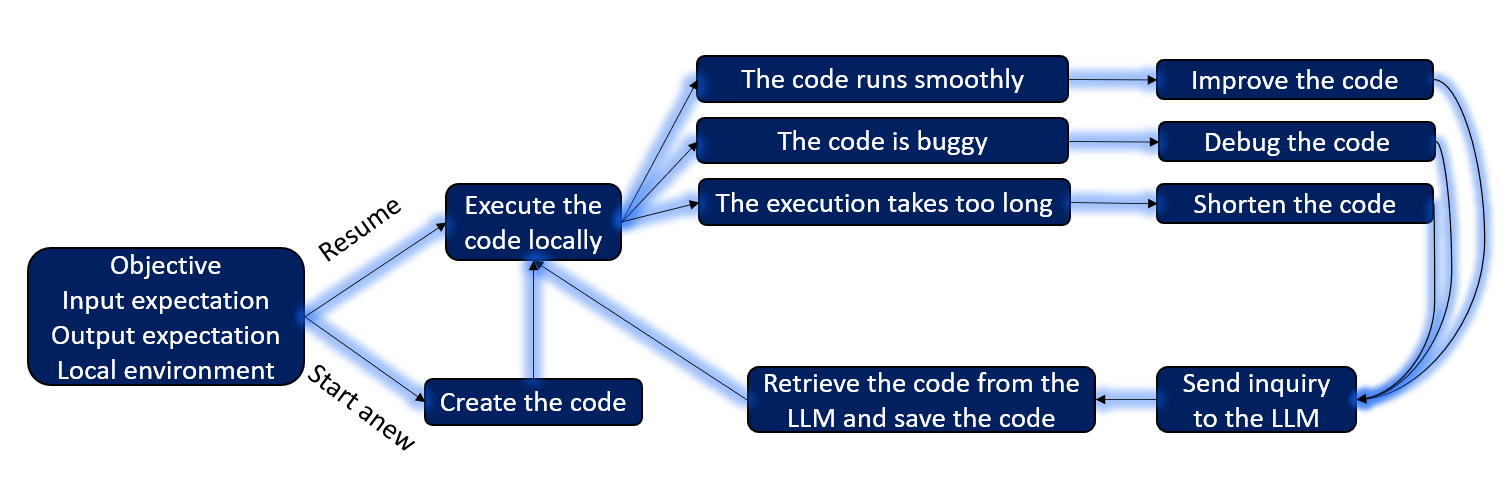 The code runs smoothly
Improve the code
The code is buggy
Debug the code
The execution takes too long
Shorten the code
Execute the
code locally
Resume
Objective
Input expectation
Output expectation
Local environment
Start anew
Create the code
Retrieve the code from the
LLM and save the code
Send inquiry
to the LLM